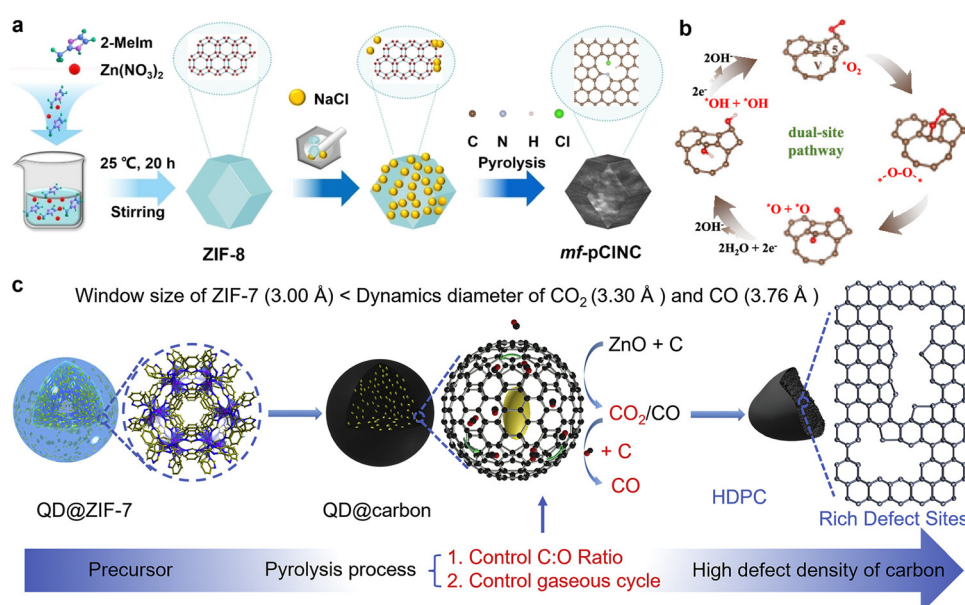 a
2-MeIm
Zn(NO₃)₂
25 ℃, 20 h
Stirring
ZIF-8
NaCl
C N H Cl
Pyrolysis
mf-pClNC
b
2OH⁻
2e⁻
*O₂
*OH + *OH
5 5
V
dual-site
pathway
*O-O*
*O + *O
2OH⁻
2H₂O + 2e⁻
c
Window size of ZIF-7 (3.00 Å) < Dynamics diameter of CO₂ (3.30 Å ) and CO (3.76 Å )
QD@ZIF-7
QD@carbon
ZnO + C
CO₂/CO
+ C
CO
HDPC
Rich Defect Sites
Precursor
Pyrolysis process
1. Control C:O Ratio
2. Control gaseous cycle
High defect density of carbon